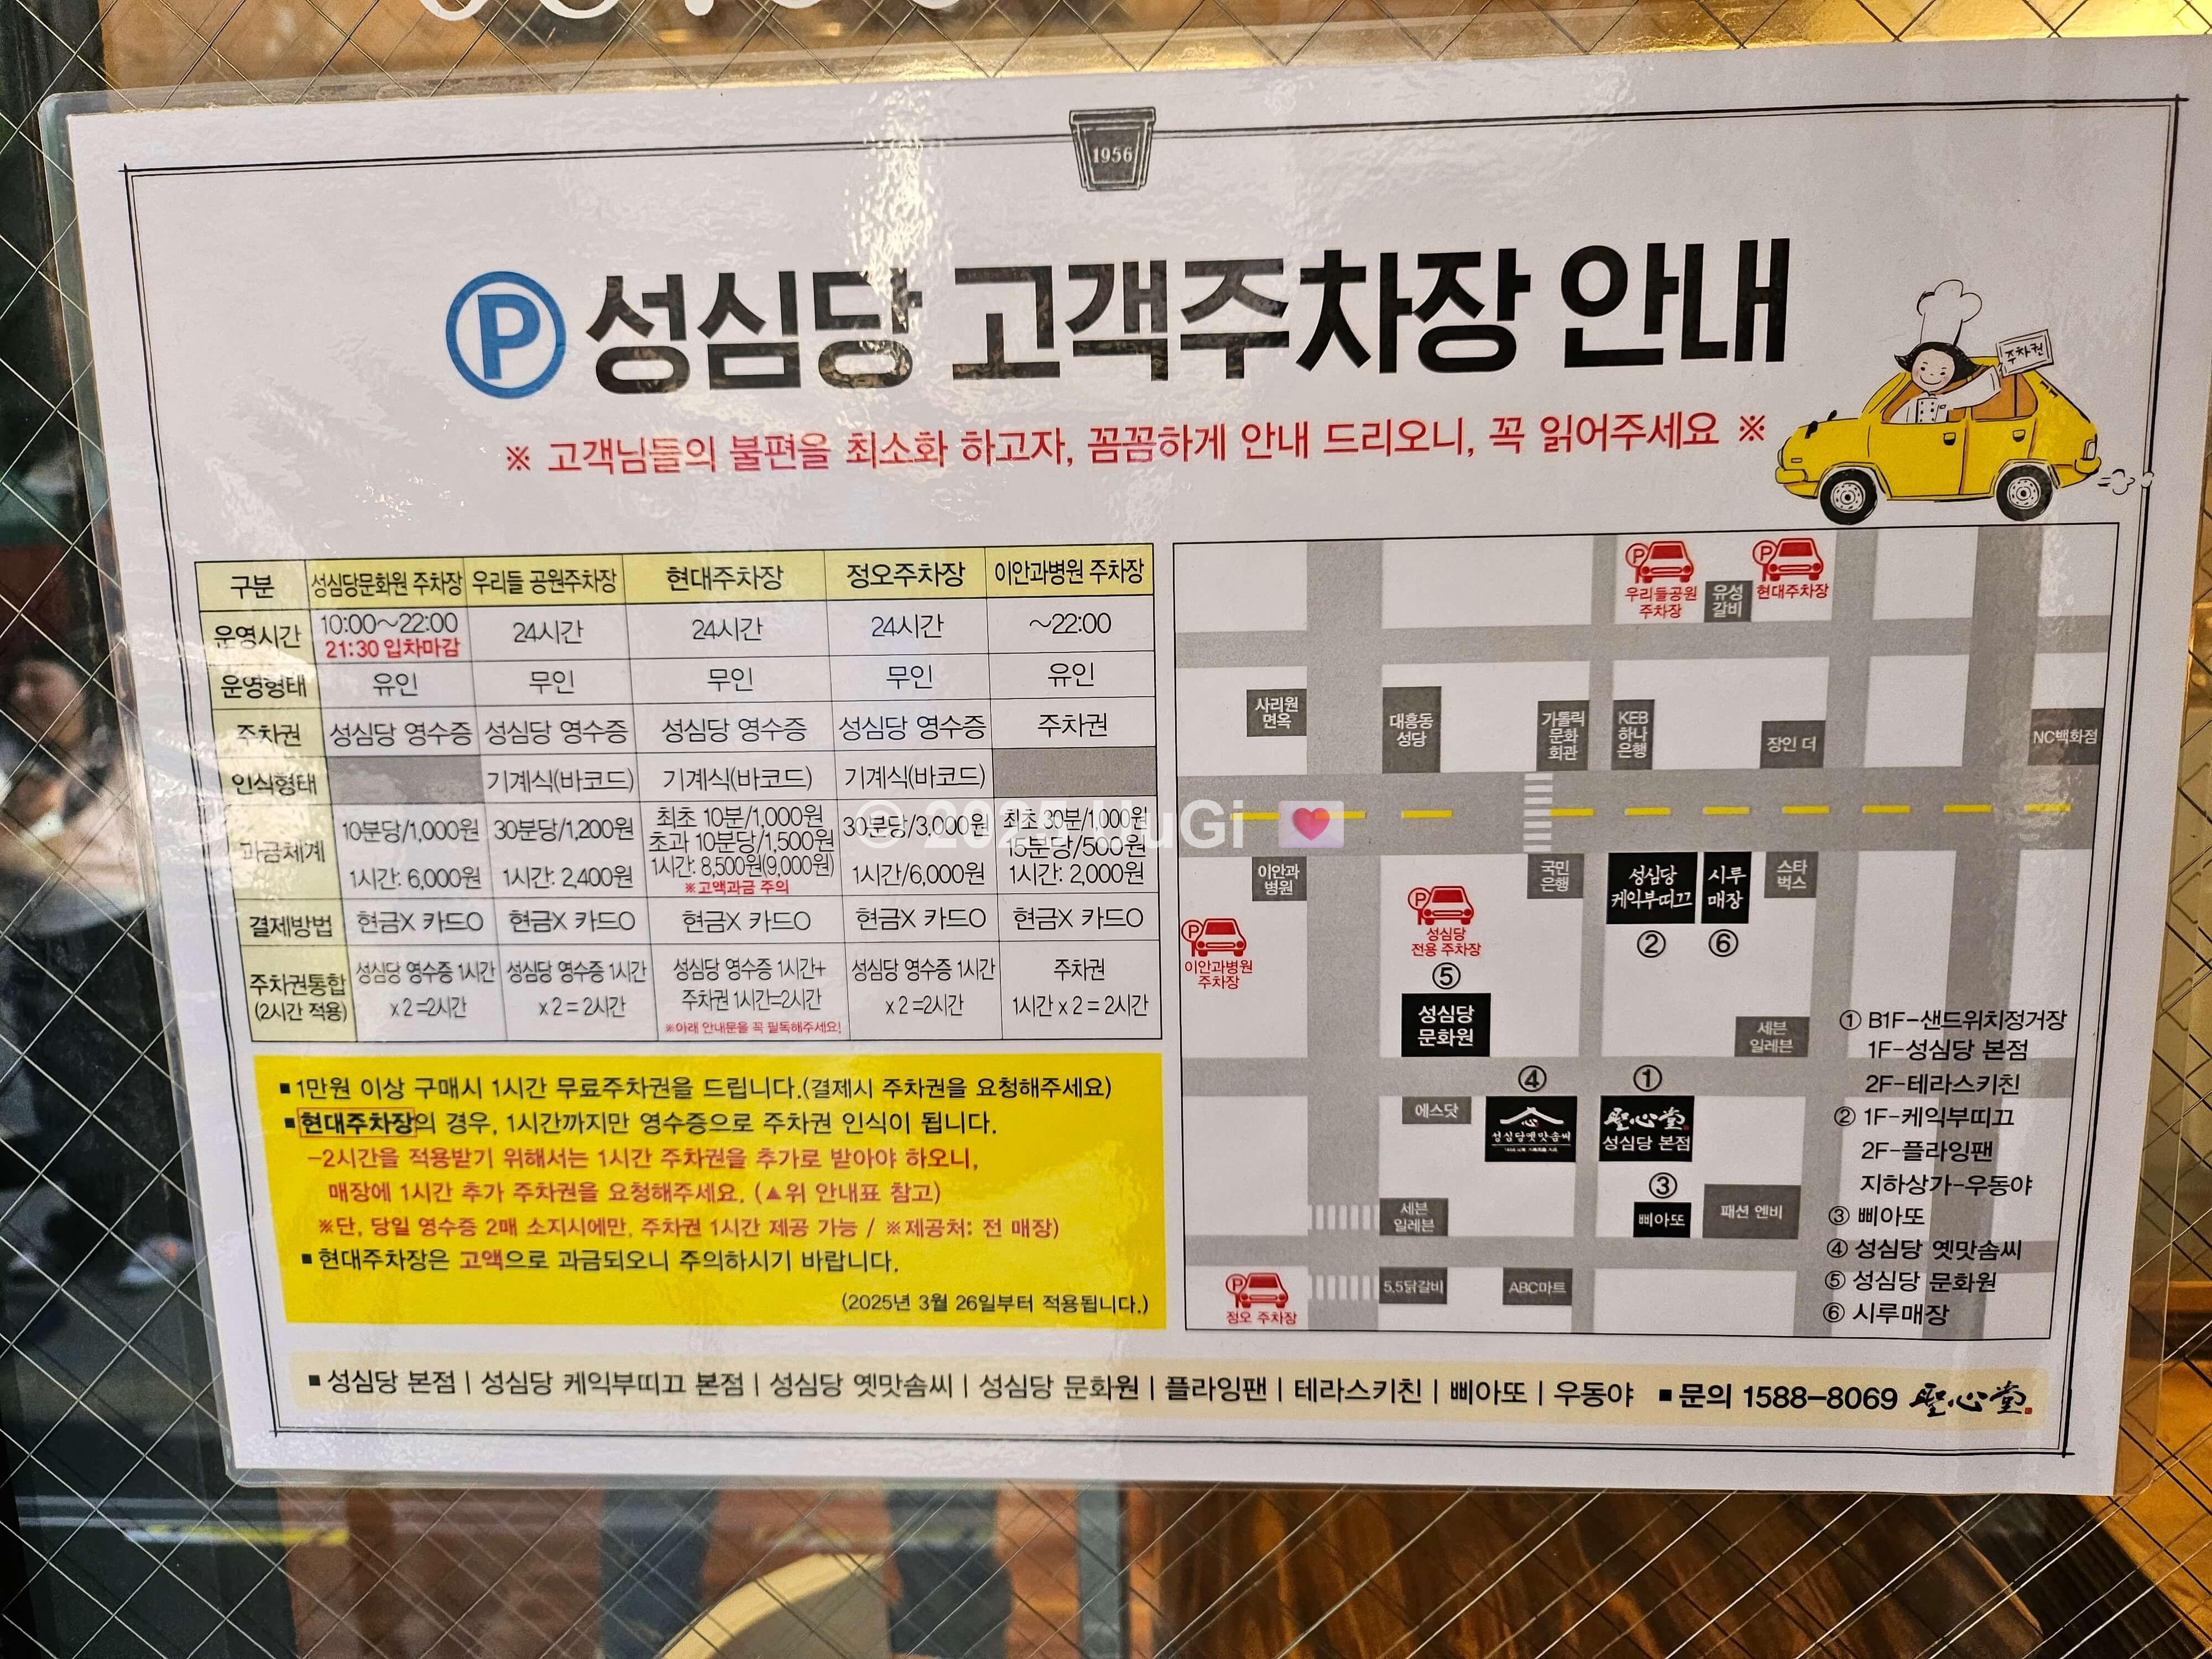 1956
Ⓟ 성심당 고객주차장 안내
주차권
※ 고객님들의 불편을 최소화 하고자, 꼼꼼하게 안내 드리오니, 꼭 읽어주세요 ※
구분 성심당문화원 주차장 우리들 공원주차장 현대주차장 정오주차장 이안과병원 주차장
운영시간 10:00~22:00 24시간 24시간 24시간 ~22:00
21:30 입차마감
운영형태 유인 무인 무인 무인 유인
주차권 성심당 영수증 성심당 영수증 성심당 영수증 성심당 영수증 주차권
인식형태 기계식(바코드) 기계식(바코드) 기계식(바코드)
과금체계 10분당/1,000원 30분당/1,200원 최초 10분/1,000원 30분당/3,000원 최초 30분/1,000원
초과 10분당/1,500원 15분당/500원
1시간: 6,000원 1시간: 2,400원 1시간: 8,500원(9,000원) 1시간/6,000원 1시간: 2,000원
※고액과금 주의
결제방법 현금X 카드O 현금X 카드O 현금X 카드O 현금X 카드O 현금X 카드O
주차권통합 성심당 영수증 1시간 성심당 영수증 1시간 성심당 영수증 1시간+ 성심당 영수증 1시간 주차권
(2시간 적용) x 2 =2시간 x 2 = 2시간 주차권 1시간=2시간 x 2 =2시간 1시간 x 2 = 2시간
※아래 안내문을 꼭 필독해주세요!
▪ 1만원 이상 구매시 1시간 무료주차권을 드립니다.(결제시 주차권을 요청해주세요)
▪ 현대주차장의 경우, 1시간까지만 영수증으로 주차권 인식이 됩니다.
-2시간을 적용받기 위해서는 1시간 주차권을 추가로 받아야 하오니,
매장에 1시간 추가 주차권을 요청해주세요. (▲위 안내표 참고)
※단, 당일 영수증 2매 소지시에만, 주차권 1시간 제공 가능 / ※제공처: 전 매장)
▪ 현대주차장은 고액으로 과금되오니 주의하시기 바랍니다.
(2025년 3월 26일부터 적용됩니다.)
P P
우리들공원
주차장
유성
갈비
현대주차장
사리원
면옥
대흥동
성당
가톨릭
문화
회관
KEB
하나
은행
장인 더
NC백화점
© 2025 HuGi 💟
이안과
병원
국민
은행
성심당
케익부띠끄
②
시루
매장
⑥
스타
벅스
P
이안과병원
주차장
P
성심당
전용 주차장
⑤
성심당
문화원
세븐
일레븐
④ ①
에스닷
성심당옛맛솜씨
聖心堂
성심당 본점
③
삐아또
세븐
일레븐
패션 엔비
P
정오 주차장
5.5닭갈비
ABC마트
① B1F-샌드위치정거장
1F-성심당 본점
2F-테라스키친
② 1F-케익부띠끄
2F-플라잉팬
지하상가-우동야
③ 삐아또
④ 성심당 옛맛솜씨
⑤ 성심당 문화원
⑥ 시루매장
▪ 성심당 본점 | 성심당 케익부띠끄 본점 | 성심당 옛맛솜씨 | 성심당 문화원 | 플라잉팬 | 테라스키친 | 삐아또 | 우동야 ▪ 문의 1588-8069 聖心堂